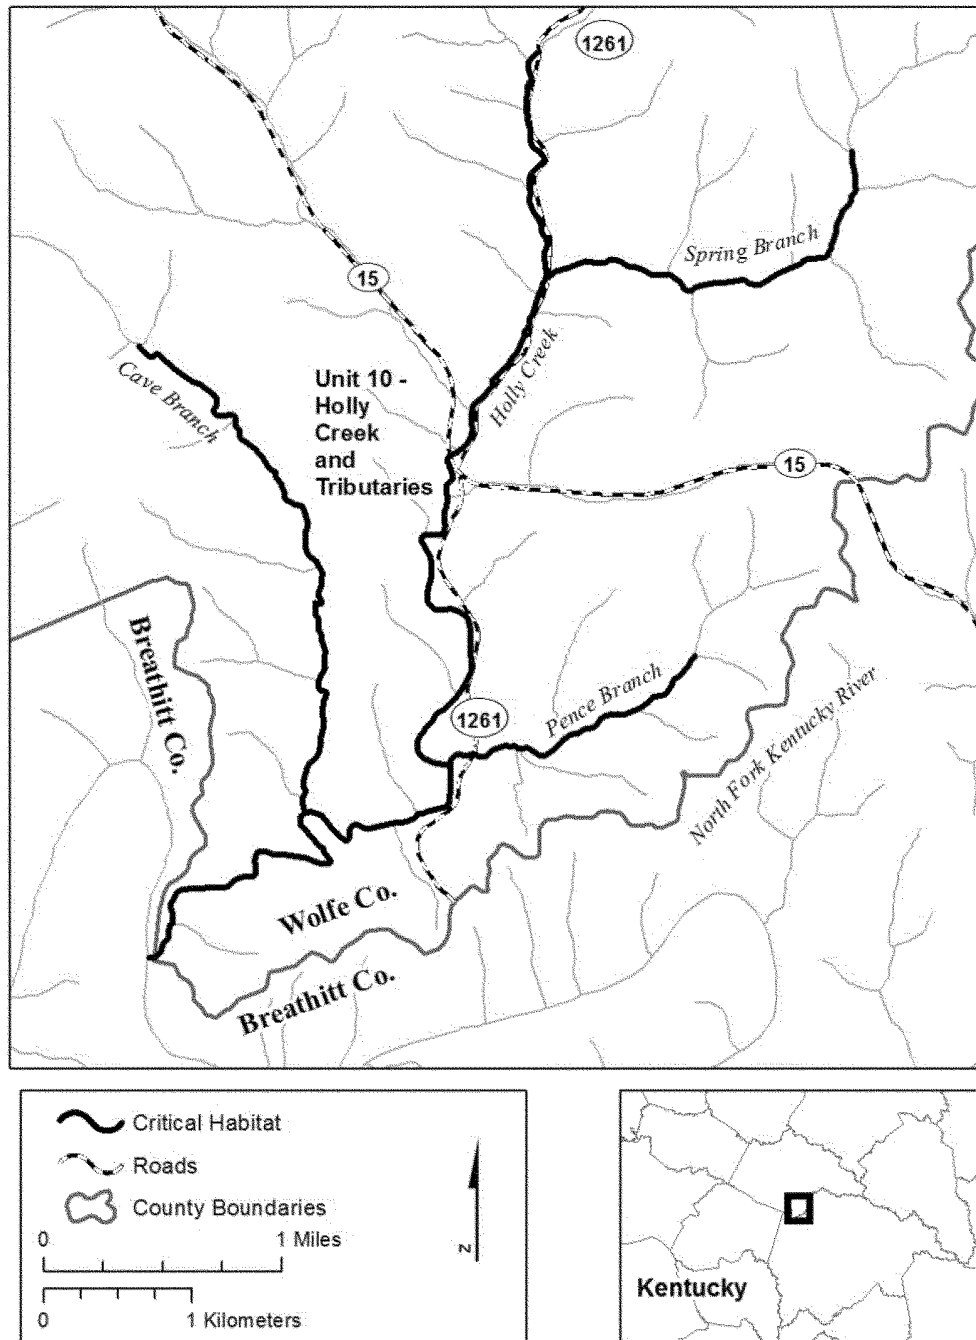 1261
Spring Branch
15
Holly Creek
Cave Branch
Unit 10 -
Holly
Creek
and
Tributaries
15
Breathitt Co.
1261
Pence Branch
North Fork Kentucky River
Wolfe Co.
Breathitt Co.
Critical Habitat
Roads
County Boundaries
0 1 Miles
0 1 Kilometers
N
Kentucky